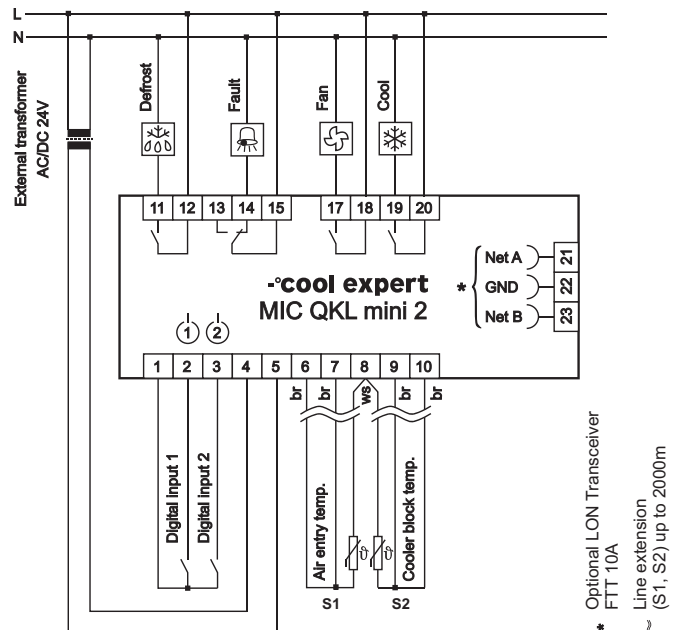 L
N
External transformer
AC/DC 24V
Defrost
Fault
Fan
Cool
11 12 13 14 15 17 18 19 20
-°cool expert
MIC QKL mini 2
* Net A 21
GND 22
Net B 23
1 2
1 2 3 4 5 6 7 8 9 10
br br ws br br
Digital input 1
Digital input 2
Air entry temp.
Cooler block temp.
ϑ ϑ
S1 S2
* Optional LON Transceiver
FTT 10A
Line extension
(S1, S2) up to 2000m